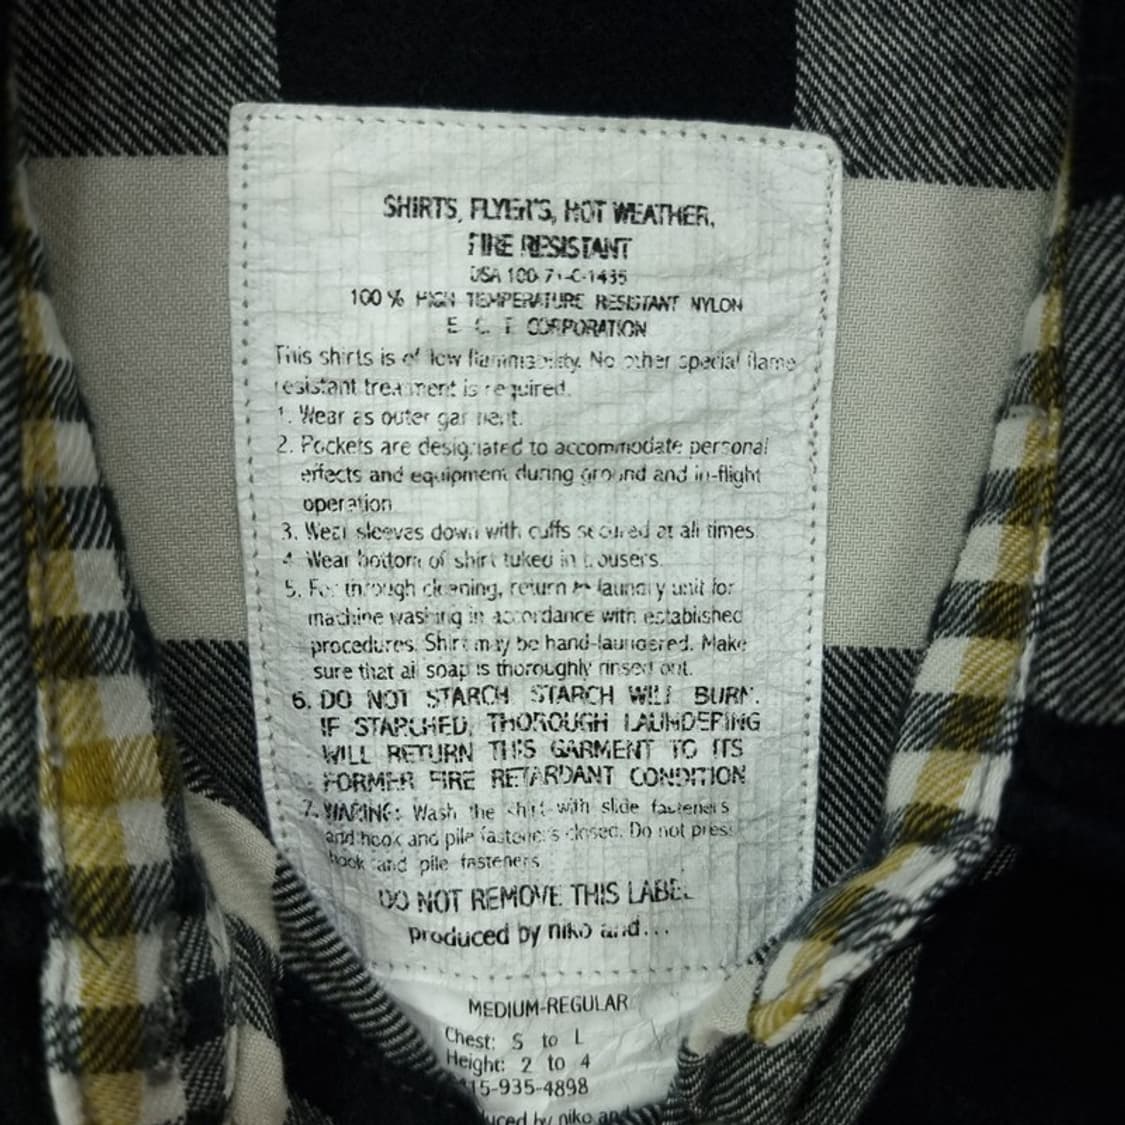 SHIRTS, FLYER'S, HOT WEATHER,
FIRE RESISTANT
DSA 100-71-C-1435
100 % HIGH TEMPERATURE RESISTANT NYLON
E C I CORPORATION
This shirts is of low flammability. No other special flame
resistant treatment is required.
1. Wear as outer garment.
2. Pockets are designated to accommodate personal
effects and equipment during ground and in-flight
operation
3. Wear sleeves down with cuffs secured at all times.
4 Wear bottom of shirt tuked in trousers.
5. For through cleaning, return to laundry unit for
machine washing in accordance with established
procedures. Shirt may be hand-laundered. Make
sure that all soap is thoroughly rinsed out.
6. DO NOT STARCH. STARCH WILL BURN.
IF STARCHED, THOROUGH LAUNDERING
WILL RETURN THIS GARMENT TO ITS
FORMER FIRE RETARDANT CONDITION
7. WARING: Wash the shirt with slide fasteners
and hook and pile fasteners closed. Do not press
hook and pile fasteners
DO NOT REMOVE THIS LABEL
produced by niko and...
MEDIUM-REGULAR
Chest: S to L
Height: 2 to 4
15-935-4898
by niko and